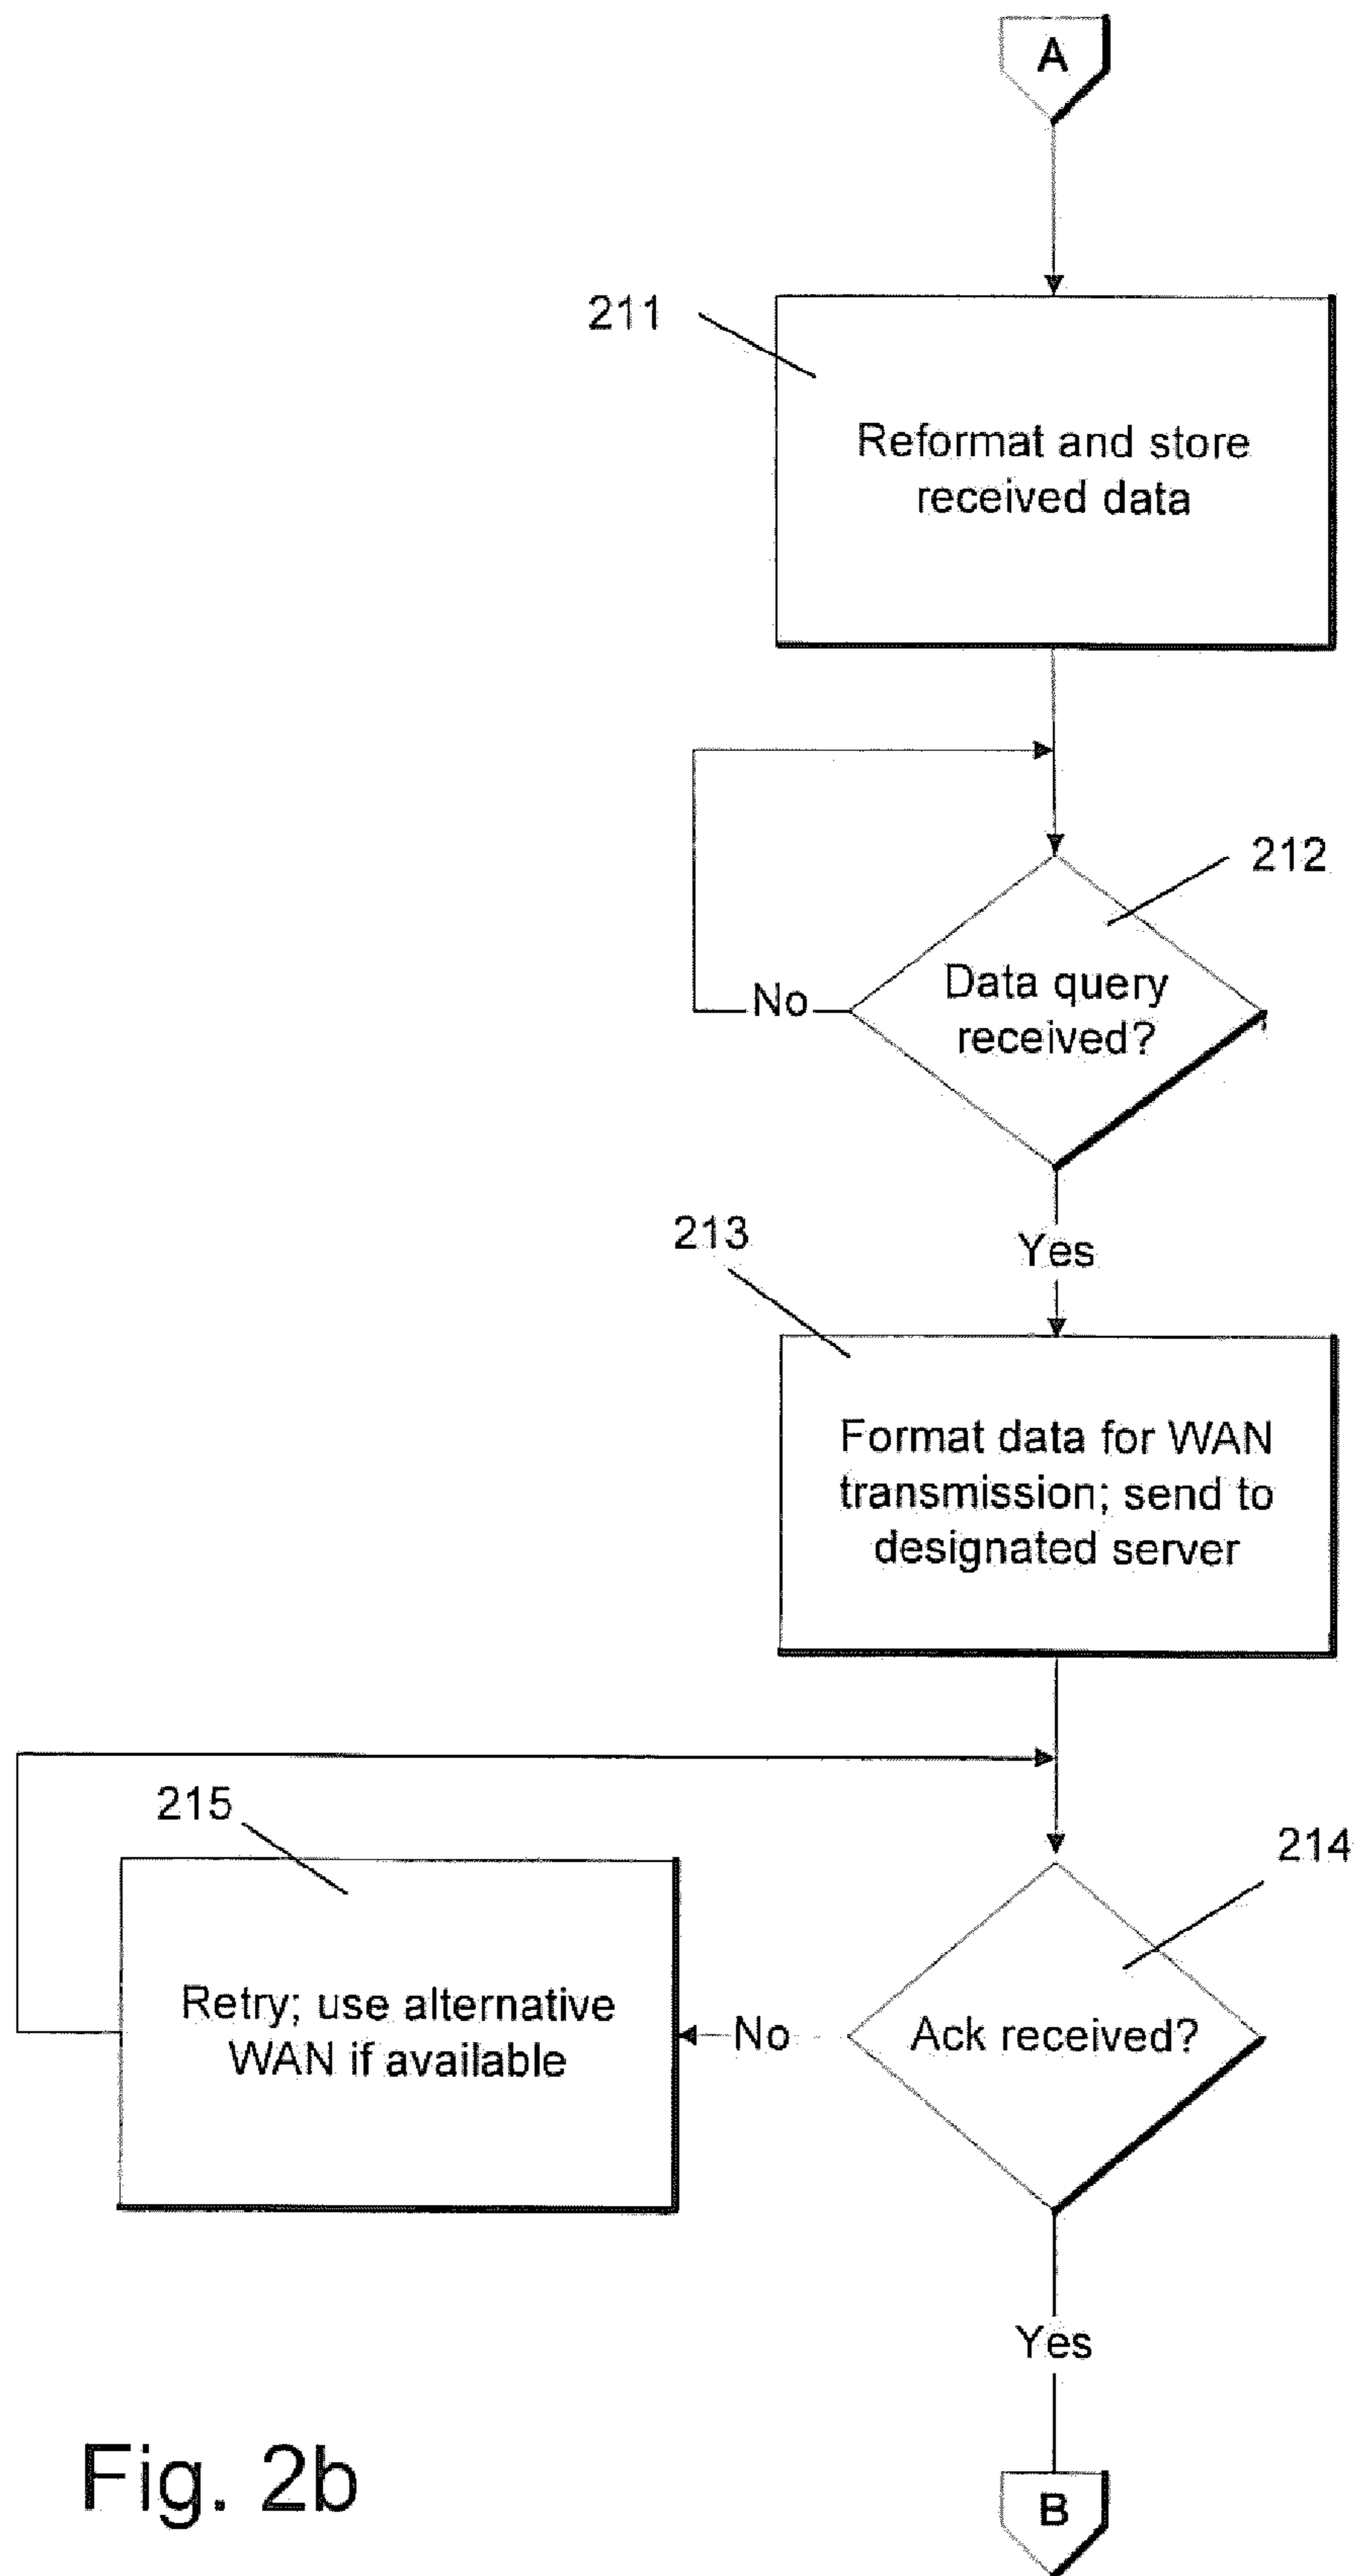 A
211
Reformat and store
received data
212
Data query
received?
No
Yes
213
Format data for WAN
transmission; send to
designated server
215
214
Retry; use alternative
WAN if available
No
Ack received?
Yes
Fig. 2b
B